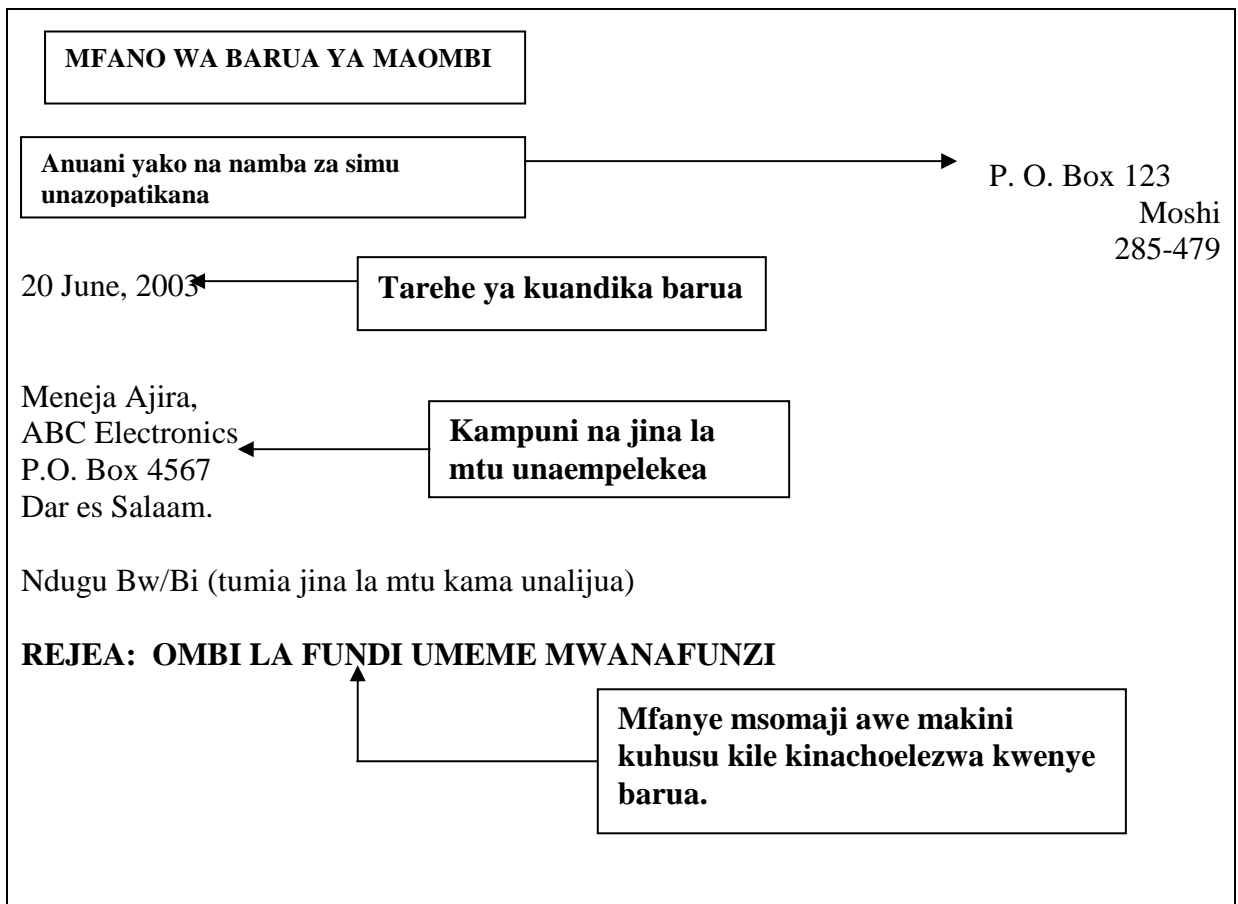 MFANO WA BARUA YA MAOMBI
Anuani yako na namba za simu
unazopatikana
P. O. Box 123
Moshi
285-479
20 June, 2003
Tarehe ya kuandika barua
Meneja Ajira,
ABC Electronics
P.O. Box 4567
Dar es Salaam.
Kampuni na jina la
mtu unaempelekea
Ndugu Bw/Bi (tumia jina la mtu kama unalijua)
REJEA: OMBI LA FUNDI UMEME MWANAFUNZI
Mfanye msomaji awe makini
kuhusu kile kinachoelezwa kwenye
barua.